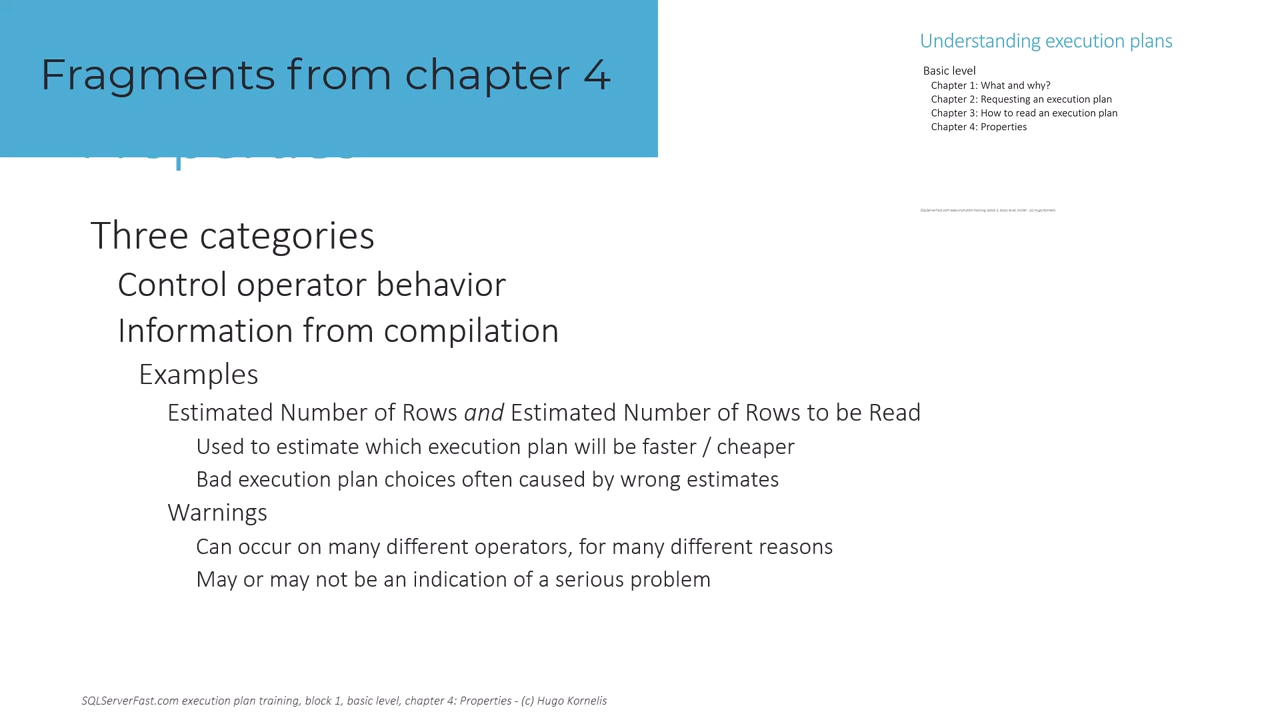 Fragments from chapter 4
Understanding execution plans
Basic level
Chapter 1: What and why?
Chapter 2: Requesting an execution plan
Chapter 3: How to read an execution plan
Chapter 4: Properties
Three categories
Control operator behavior
Information from compilation
Examples
Estimated Number of Rows and Estimated Number of Rows to be Read
Used to estimate which execution plan will be faster / cheaper
Bad execution plan choices often caused by wrong estimates
Warnings
Can occur on many different operators, for many different reasons
May or may not be an indication of a serious problem
SQLServerFast.com execution plan training, block 1, basic level, chapter 4: Properties - (c) Hugo Kornelis